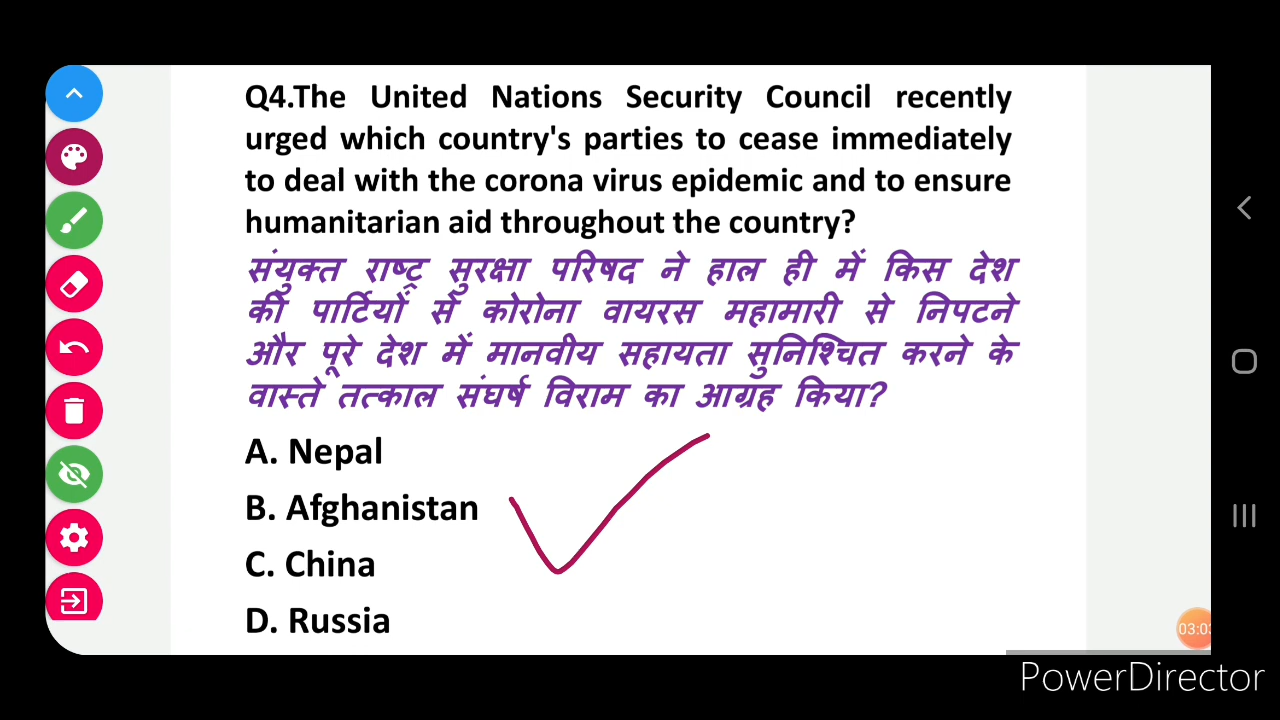 Q4.The United Nations Security Council recently
urged which country's parties to cease immediately
to deal with the corona virus epidemic and to ensure
humanitarian aid throughout the country?
संयुक्त राष्ट्र सुरक्षा परिषद ने हाल ही में किस देश
की पार्टियों से कोरोना वायरस महामारी से निपटने
और पूरे देश में मानवीय सहायता सुनिश्चित करने के
वास्ते तत्काल संघर्ष विराम का आग्रह किया?
A. Nepal
B. Afghanistan
C. China
D. Russia
03:03
PowerDirector